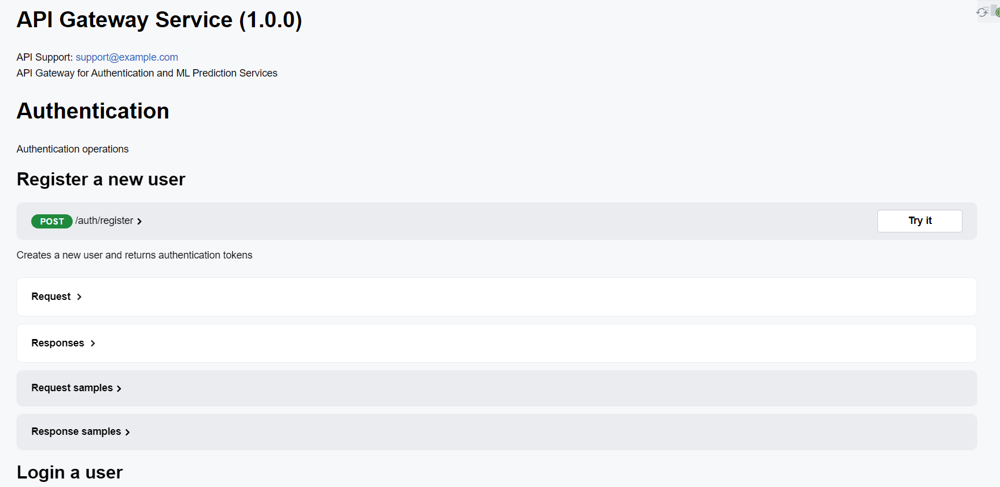 API Gateway Service (1.0.0)
API Support: support@example.com
API Gateway for Authentication and ML Prediction Services
Authentication
Authentication operations
Register a new user
POST /auth/register
Try it
Creates a new user and returns authentication tokens
Request
Responses
Request samples
Response samples
Login a user